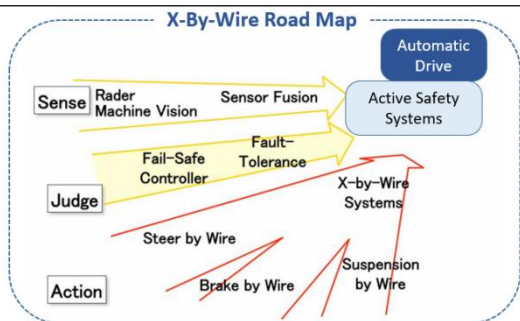 X-By-Wire Road Map
Automatic
Drive
Active Safety
Systems
Sense
Rader
Machine Vision
Sensor Fusion
Judge
Fail-Safe
Controller
Fault-
Tolerance
X-by-Wire
Systems
Steer by Wire
Action
Brake by Wire
Suspension
by Wire